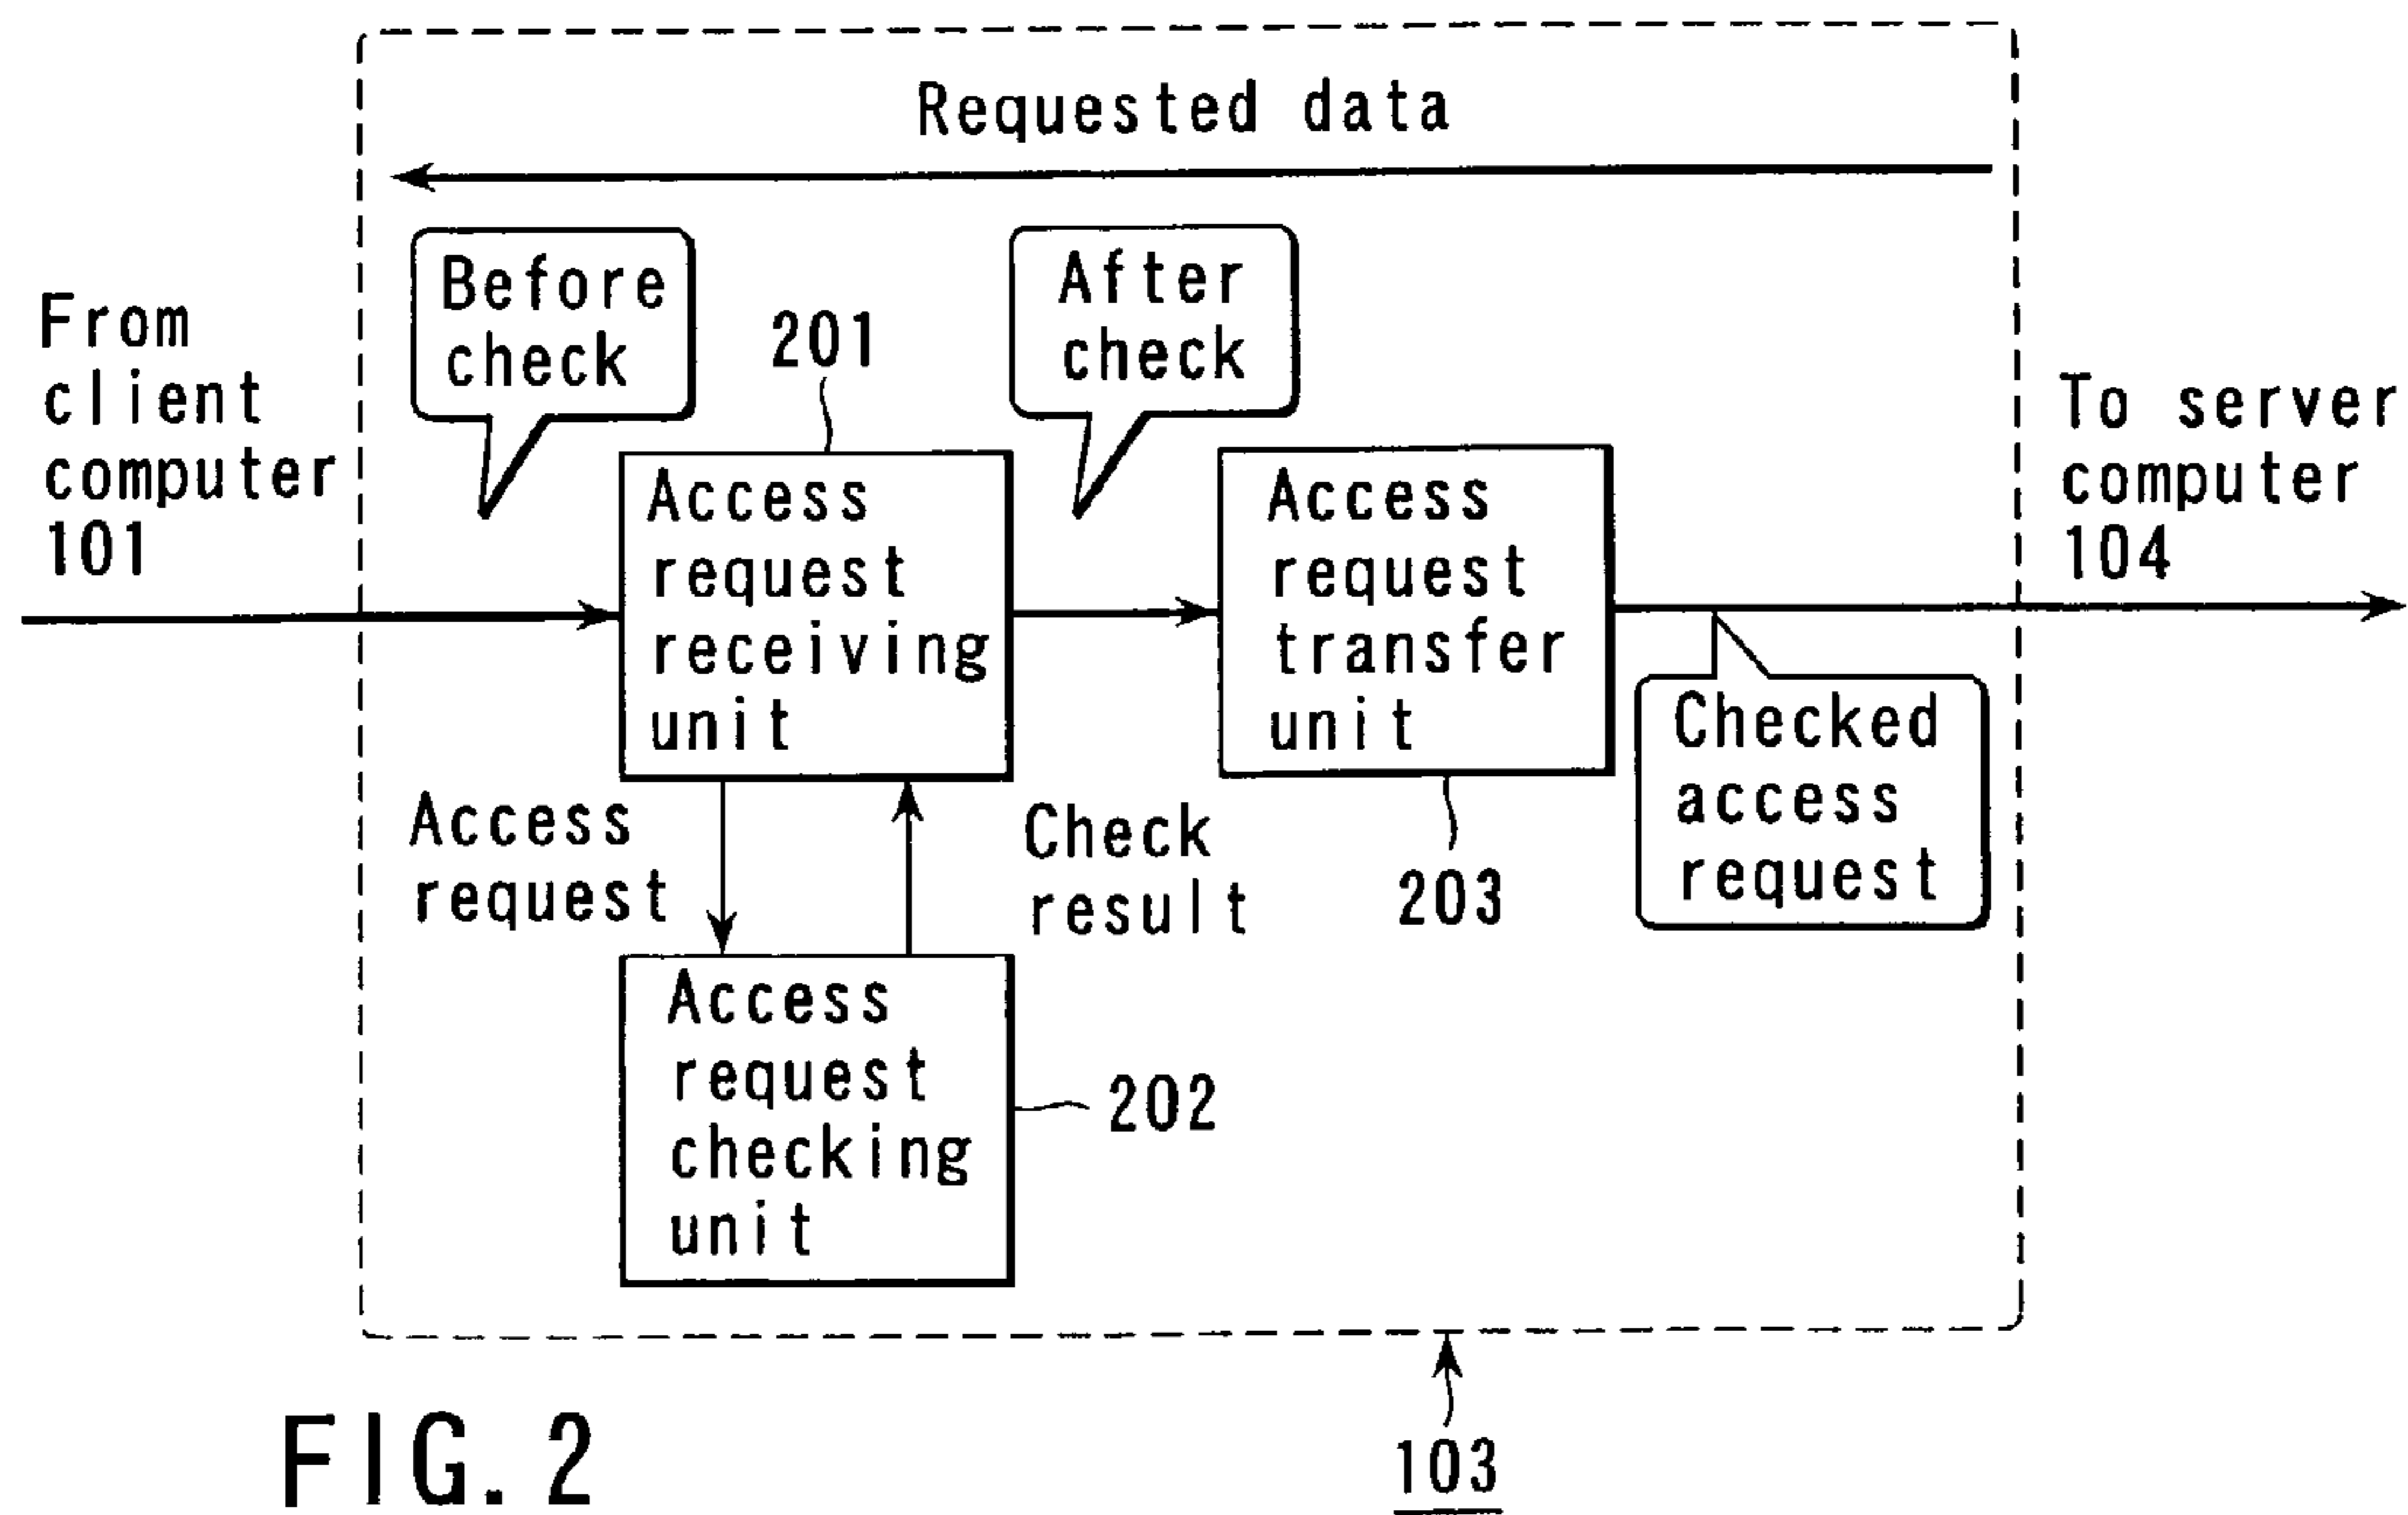 Requested data
Before
check
After
check
From
client
computer
101
201
To server
computer
104
Access
request
receiving
unit
Access
request
transfer
unit
Checked
access
request
Access
request
Check
result
203
Access
request
checking
unit
202
103
FIG. 2